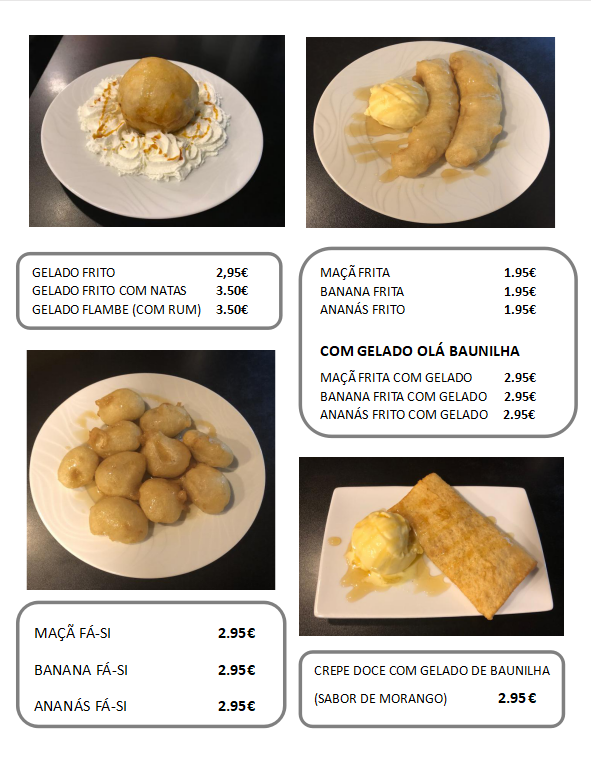 GELADO FRITO 2,95€
GELADO FRITO COM NATAS 3.50€
GELADO FLAMBE (COM RUM) 3.50€
MAÇÃ FRITA 1.95€
BANANA FRITA 1.95€
ANANÁS FRITO 1.95€
COM GELADO OLÁ BAUNILHA
MAÇÃ FRITA COM GELADO 2.95€
BANANA FRITA COM GELADO 2.95€
ANANÁS FRITO COM GELADO 2.95€
MAÇÃ FÁ-SI 2.95€
BANANA FÁ-SI 2.95€
ANANÁS FÁ-SI 2.95€
CREPE DOCE COM GELADO DE BAUNILHA
(SABOR DE MORANGO) 2.95€